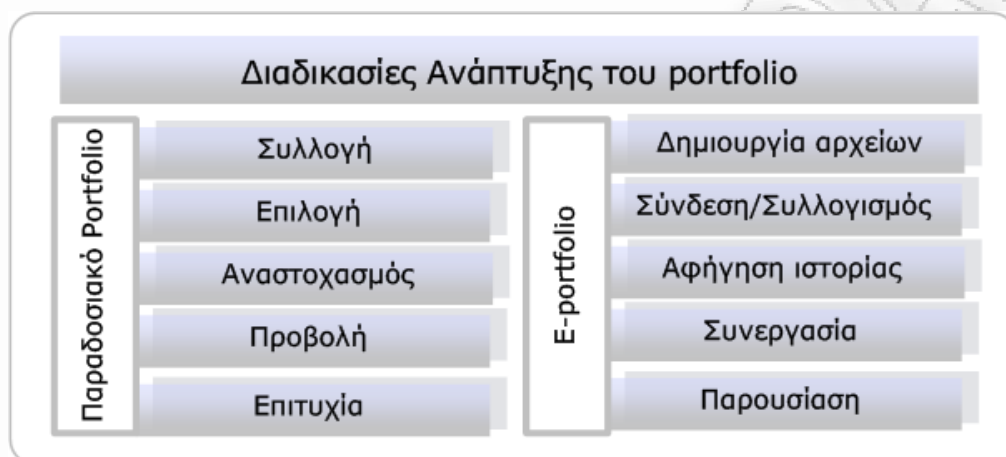 Διαδικασίες Ανάπτυξης του portfolio
Παραδοσιακό Portfolio
Συλλογή
Επιλογή
Αναστοχασμός
Προβολή
Επιτυχία
E-portfolio
Δημιουργία αρχείων
Σύνδεση/Συλλογισμός
Αφήγηση ιστορίας
Συνεργασία
Παρουσίαση